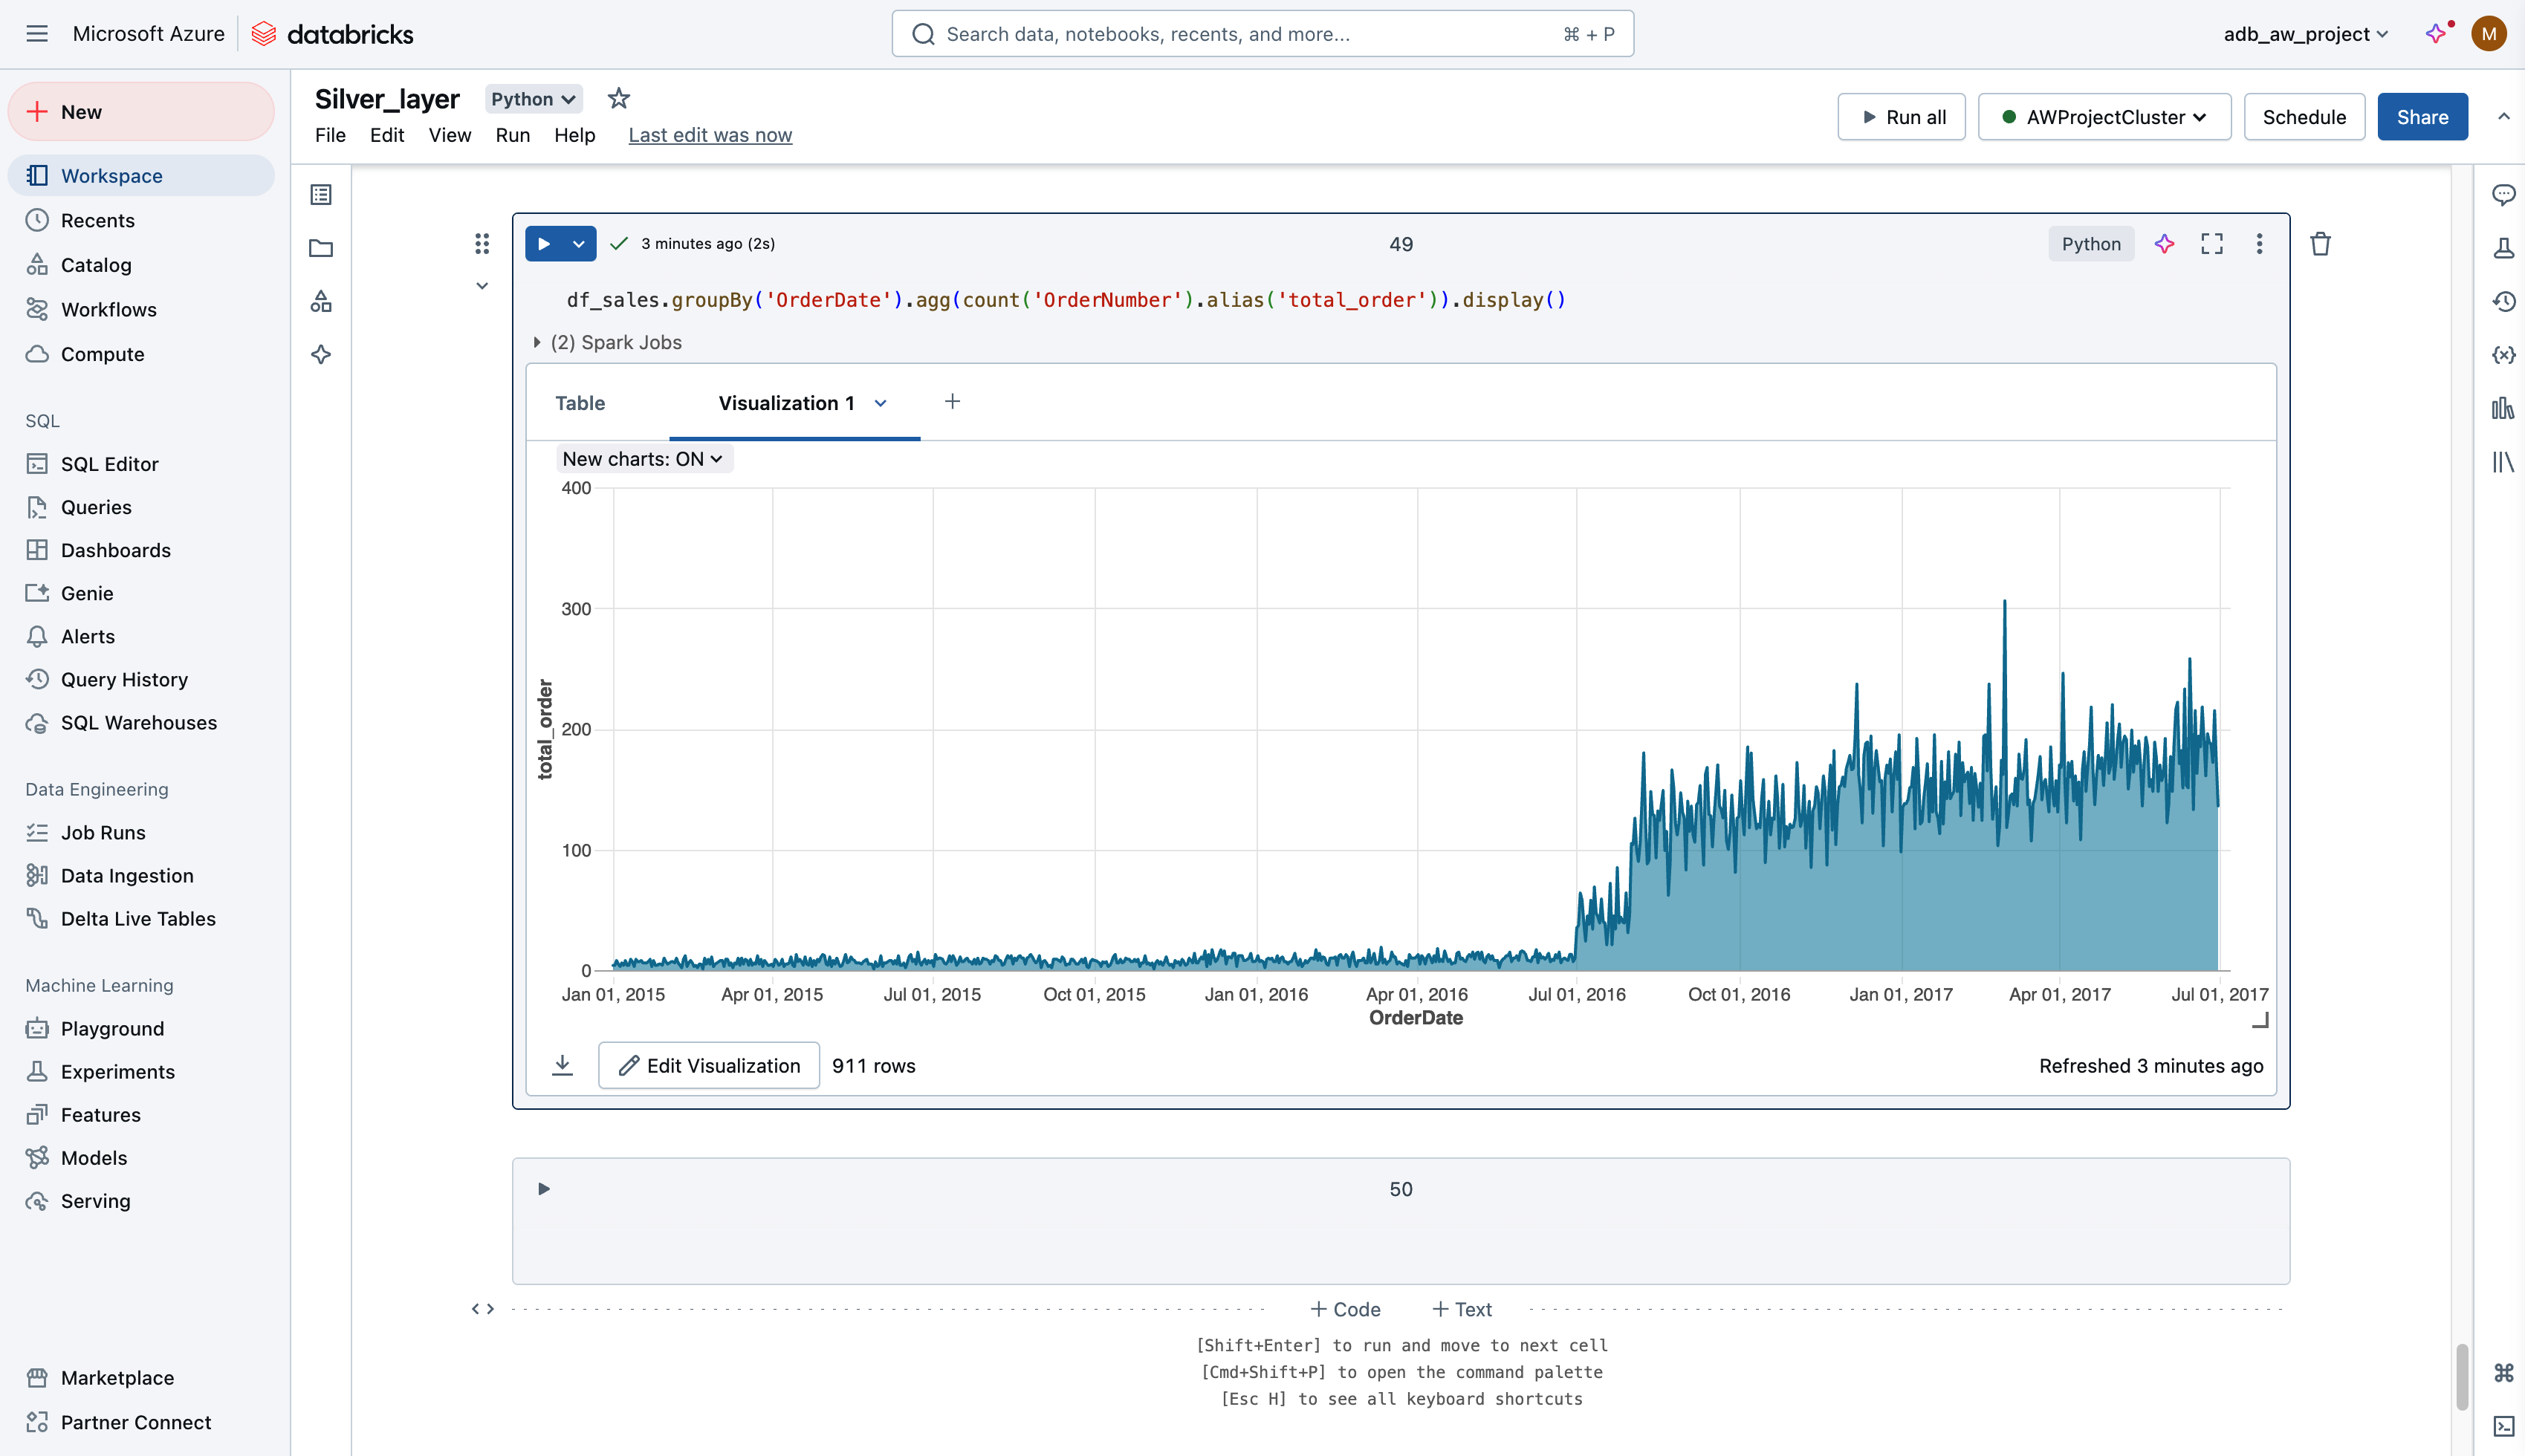 Microsoft Azure
databricks
Search data, notebooks, recents, and more...
⌘ + P
adb_aw_project
M
New
Workspace
Recents
Catalog
Workflows
Compute
SQL
SQL Editor
Queries
Dashboards
Genie
Alerts
Query History
SQL Warehouses
Data Engineering
Job Runs
Data Ingestion
Delta Live Tables
Machine Learning
Playground
Experiments
Features
Models
Serving
Marketplace
Partner Connect
Silver_layer
Python
File Edit View Run Help Last edit was now
Run all
AWProjectCluster
Schedule
Share
3 minutes ago (2s)
49
Python
df_sales.groupBy('OrderDate').agg(count('OrderNumber').alias('total_order')).display()
(2) Spark Jobs
Table
Visualization 1
+
New charts: ON
400
300
200
100
0
total_order
Jan 01, 2015 Apr 01, 2015 Jul 01, 2015 Oct 01, 2015 Jan 01, 2016 Apr 01, 2016 Jul 01, 2016 Oct 01, 2016 Jan 01, 2017 Apr 01, 2017 Jul 01, 2017
OrderDate
Edit Visualization
911 rows
Refreshed 3 minutes ago
50
+ Code + Text
[Shift+Enter] to run and move to next cell
[Cmd+Shift+P] to open the command palette
[Esc H] to see all keyboard shortcuts